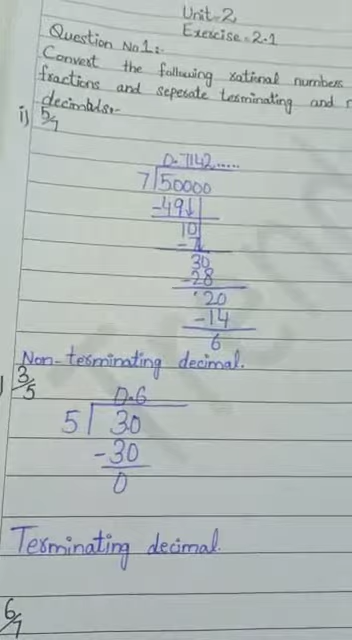 Unit=2
Exercise=2.1
Question No1:-
Convert the following rational numbers
fractions and seperate terminating and
decimals:-
i) 5/7
0.7142.....
7 50000
-49↓
10
-7
30
-28
20
-14
6
Non-terminating decimal.
) 3/5
0.6
5 30
-30
0
Terminating decimal.
6/7